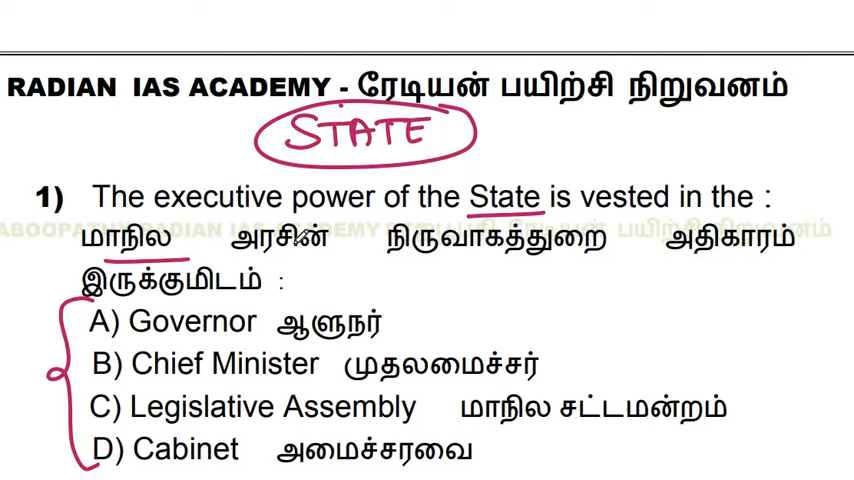 RADIAN IAS ACADEMY - ரேடியன் பயிற்சி நிறுவனம்
STATE
1) The executive power of the State is vested in the :
மாநில அரசின் நிருவாகத்துறை அதிகாரம்
இருக்குமிடம் :
A) Governor ஆளுநர்
B) Chief Minister முதலமைச்சர்
C) Legislative Assembly மாநில சட்டமன்றம்
D) Cabinet அமைச்சரவை